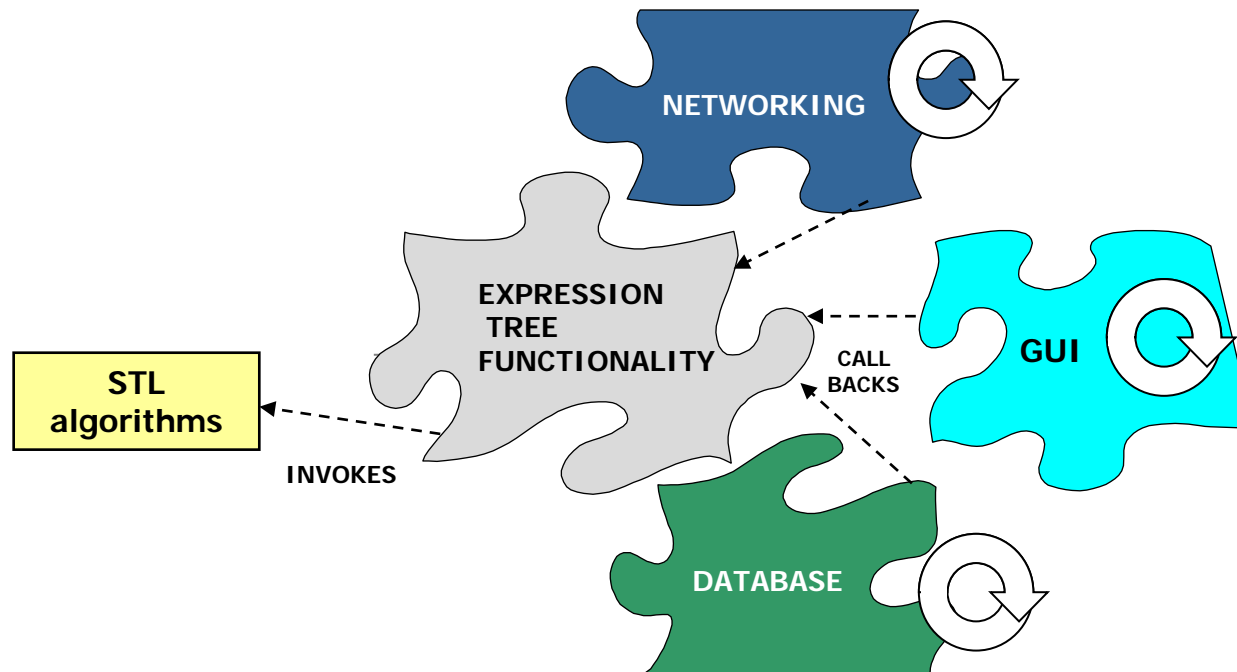 NETWORKING
EXPRESSION
TREE
FUNCTIONALITY
GUI
CALL
BACKS
STL
algorithms
INVOKES
DATABASE